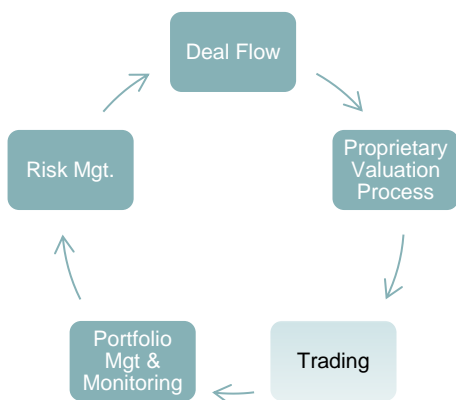 Deal Flow
Proprietary
Valuation
Process
Trading
Portfolio
Mgt &
Monitoring
Risk Mgt.